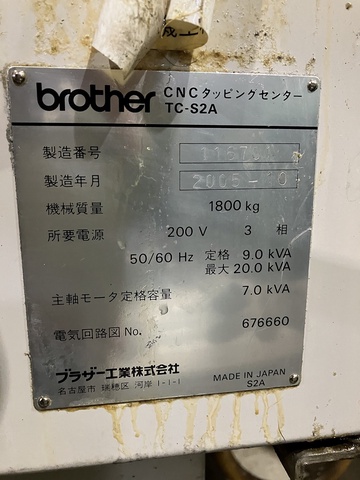 brother CNCタッピングセンター
TC-S2A
製造番号
製造年月
機械質量 1800 kg
所要電源 200 V 3 相
50/60 Hz 定格 9.0 kVA
最大 20.0 kVA
主軸モータ定格容量 7.0 kVA
電気回路図 No. 676660
ブラザー工業株式会社
名古屋市 瑞穂区 河岸 1-1-1
MADE IN JAPAN
S2A